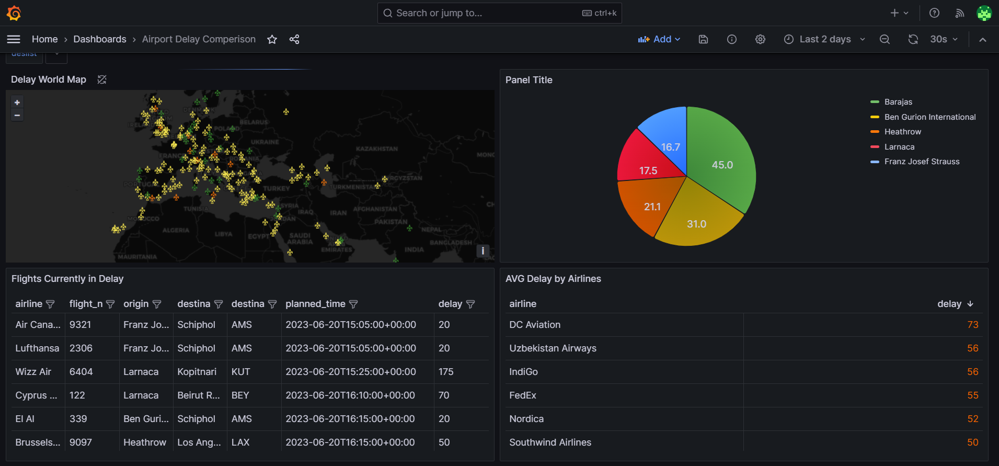 Search or jump to...
ctrl+k
Home › Dashboards › Airport Delay Comperison
Add
Last 2 days
30s
deslist
Delay World Map
+
−
IRELAND
DENMARK
POLAND
BELARUS
UKRAINE
FRANCE
ROMANIA
PORTUGAL
KAZAKHSTAN
MONG
TURKEY
TURKMENISTAN
KYRGYZSTAN
TUNISIA
SYRIA
IRAQ
IRAN
AFGHANISTAN
CH
MOROCCO
JORDAN
PAKISTAN
ALGERIA
LIBYA
EGYPT
SAUDI
ARABIA
UNITED
ARAB
EMIRATES
NEPAL
BANGLADESH
INDIA
MAURITANIA
i
Panel Title
45.0
31.0
21.1
17.5
16.7
Barajas
Ben Gurion International
Heathrow
Larnaca
Franz Josef Strauss
Flights Currently in Delay
airline flight_n origin destina destina planned_time delay
Air Cana... 9321 Franz Jo... Schiphol AMS 2023-06-20T15:05:00+00:00 20
Lufthansa 2306 Franz Jo... Schiphol AMS 2023-06-20T15:05:00+00:00 20
Wizz Air 6404 Larnaca Kopitnari KUT 2023-06-20T15:25:00+00:00 175
Cyprus ... 122 Larnaca Beirut R... BEY 2023-06-20T16:10:00+00:00 70
El Al 339 Ben Guri... Schiphol AMS 2023-06-20T16:15:00+00:00 20
Brussels... 9097 Heathrow Los Ang... LAX 2023-06-20T16:15:00+00:00 50
AVG Delay by Airlines
airline delay
DC Aviation 73
Uzbekistan Airways 56
IndiGo 56
FedEx 55
Nordica 52
Southwind Airlines 50